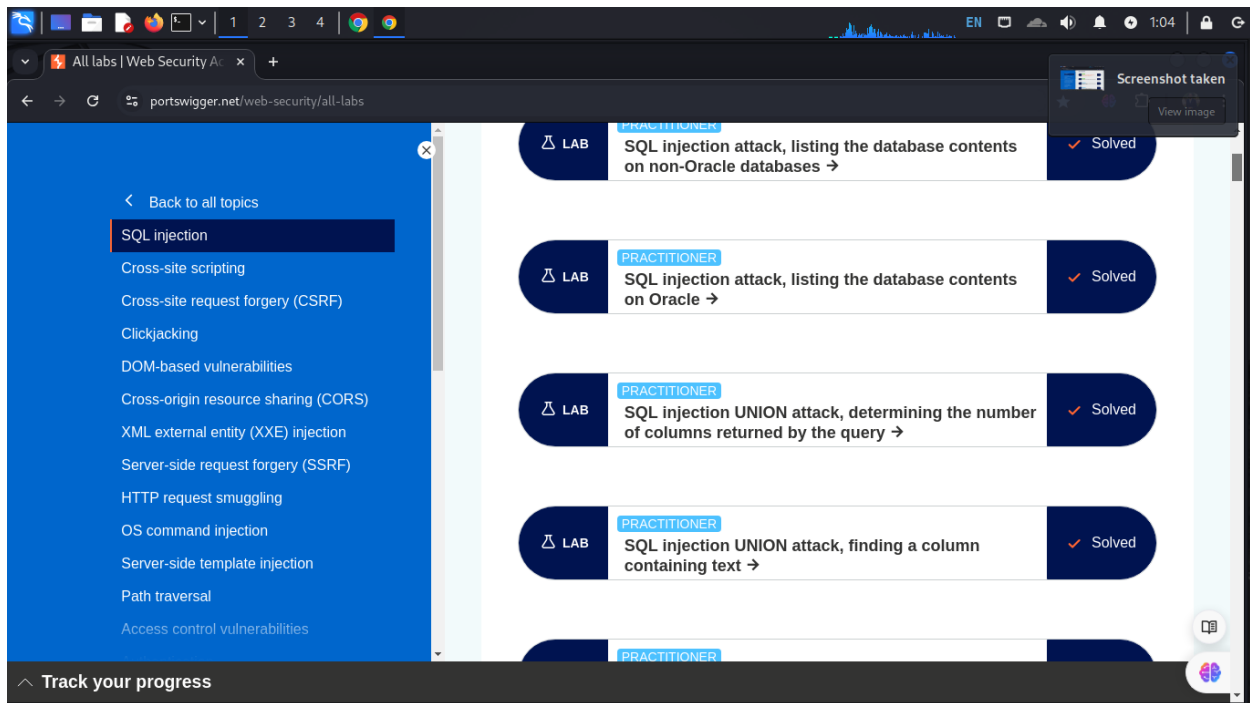 1 2 3 4
EN 1:04
All labs | Web Security Ac
portswigger.net/web-security/all-labs
Screenshot taken
View image
Back to all topics
SQL injection
Cross-site scripting
Cross-site request forgery (CSRF)
Clickjacking
DOM-based vulnerabilities
Cross-origin resource sharing (CORS)
XML external entity (XXE) injection
Server-side request forgery (SSRF)
HTTP request smuggling
OS command injection
Server-side template injection
Path traversal
Access control vulnerabilities
PRACTITIONER
LAB
SQL injection attack, listing the database contents
on non-Oracle databases
Solved
PRACTITIONER
LAB
SQL injection attack, listing the database contents
on Oracle
Solved
PRACTITIONER
LAB
SQL injection UNION attack, determining the number
of columns returned by the query
Solved
PRACTITIONER
LAB
SQL injection UNION attack, finding a column
containing text
Solved
PRACTITIONER
Track your progress